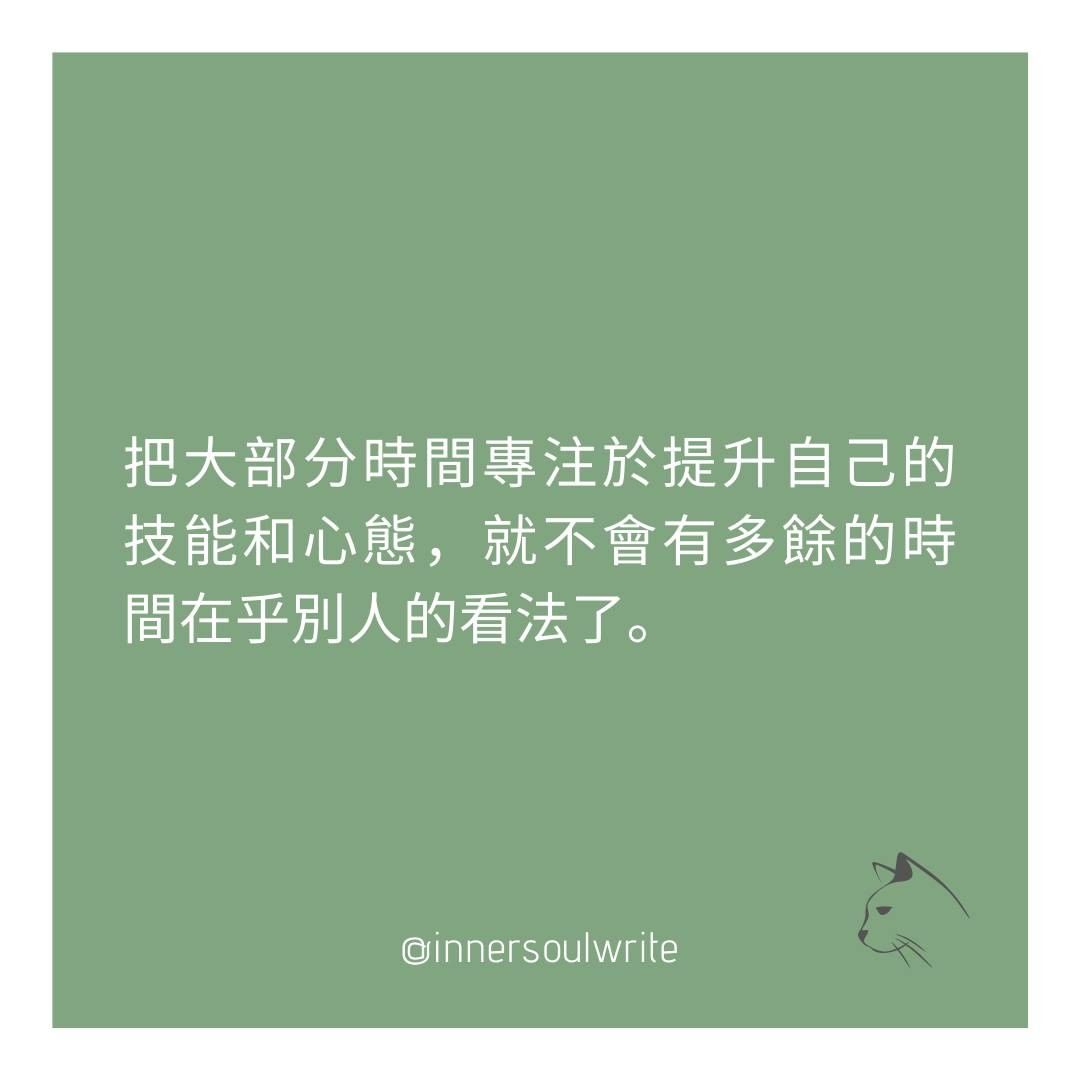 把大部分時間專注於提升自己的
技能和心態，就不會有多餘的時
間在乎別人的看法了。
@innersoulwrite